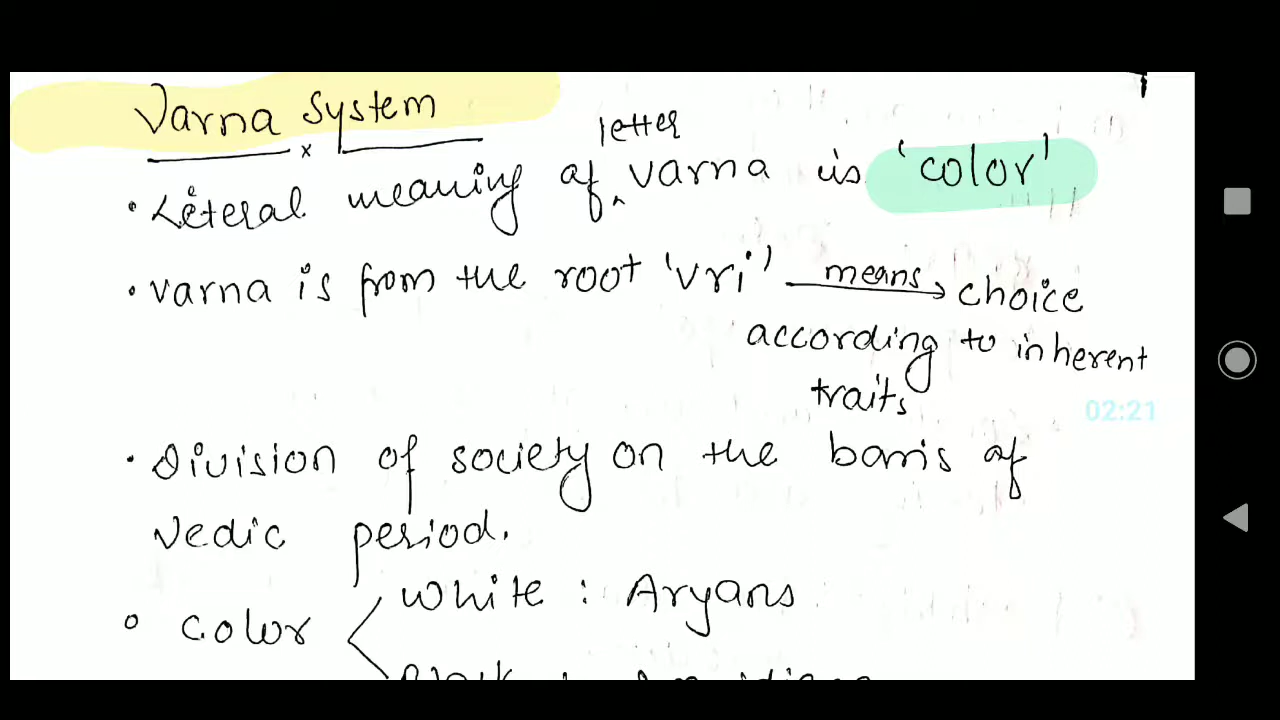 Varna System
x
letter
• Literal meaning of ^ varna is 'color'
• varna is from the root 'vri' means → choice
according to inherent
traits
02:21
• Division of society on the basis of
Vedic period.
White : Aryans
° color